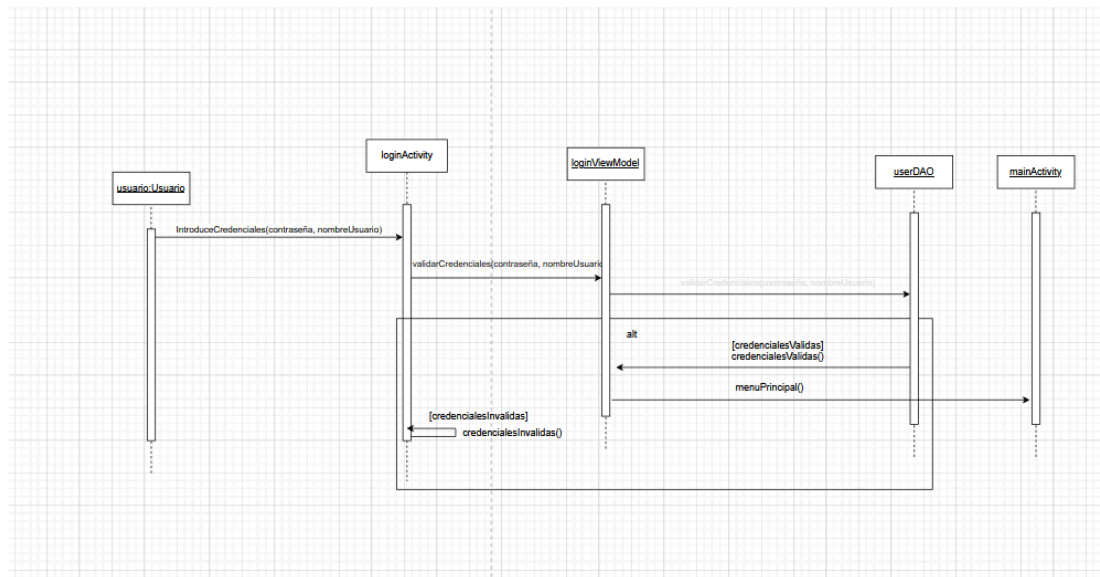 loginActivity
loginViewModel
userDAO
mainActivity
usuario:Usuario
IntroduceCredenciales(contraseña, nombreUsuario)
validarCredenciales(contraseña, nombreUsuario
validarCredenciales(contraseña, nombreUsuario)
alt
[credencialesValidas]
credencialesValidas()
menuPrincipal()
[credencialesInvalidas]
credencialesInvalidas()